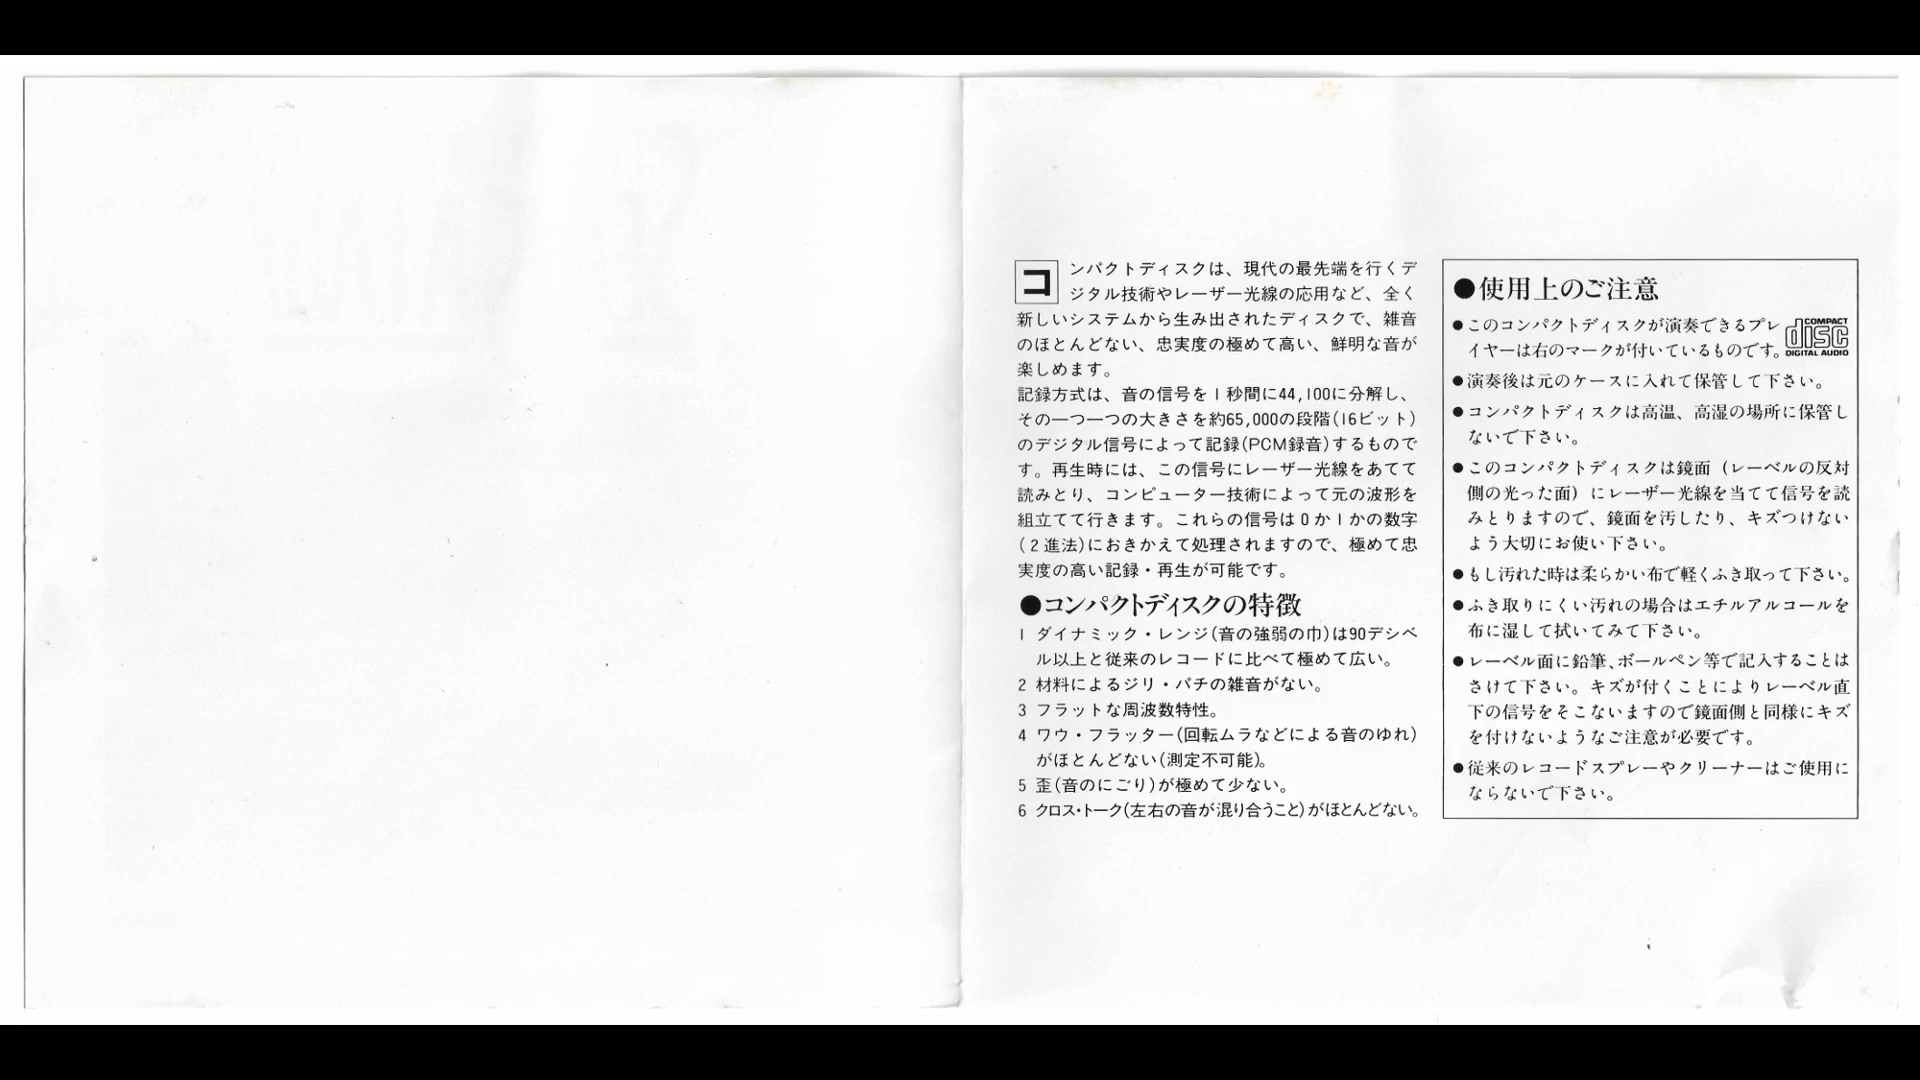 コンパクトディスクは、現代の最先端を行くデ
ジタル技術やレーザー光線の応用など、全く
新しいシステムから生み出されたディスクで、雑音
のほとんどない、忠実度の極めて高い、鮮明な音が
楽しめます。
記録方式は、音の信号を1秒間に44,100に分解し、
その一つ一つの大きさを約65,000の段階(16ビット)
のデジタル信号によって記録(PCM録音)するもので
す。再生時には、この信号にレーザー光線をあてて
読みとり、コンピューター技術によって元の波形を
組立てて行きます。これらの信号は0か1かの数字
(2進法)におきかえて処理されますので、極めて忠
実度の高い記録・再生が可能です。
●コンパクトディスクの特徴
1 ダイナミック・レンジ(音の強弱の巾)は90デシベ
ル以上と従来のレコードに比べて極めて広い。
2 材料によるジリ・パチの雑音がない。
3 フラットな周波数特性。
4 ワウ・フラッター(回転ムラなどによる音のゆれ)
がほとんどない(測定不可能)。
5 歪(音のにごり)が極めて少ない。
6 クロス・トーク(左右の音が混り合うこと)がほとんどない。
●使用上のご注意
●このコンパクトディスクが演奏できるプレ
イヤーは右のマークが付いているものです。
COMPACT
disc
DIGITAL AUDIO
●演奏後は元のケースに入れて保管して下さい。
●コンパクトディスクは高温、高湿の場所に保管し
ないで下さい。
●このコンパクトディスクは鏡面(レーベルの反対
側の光った面)にレーザー光線を当てて信号を読
みとりますので、鏡面を汚したり、キズつけない
よう大切にお使い下さい。
●もし汚れた時は柔らかい布で軽くふき取って下さい。
●ふき取りにくい汚れの場合はエチルアルコールを
布に湿して拭いてみて下さい。
●レーベル面に鉛筆、ボールペン等で記入することは
さけて下さい。キズが付くことによりレーベル直
下の信号をそこないますので鏡面側と同様にキズ
を付けないようなご注意が必要です。
●従来のレコードスプレーやクリーナーはご使用に
ならないで下さい。